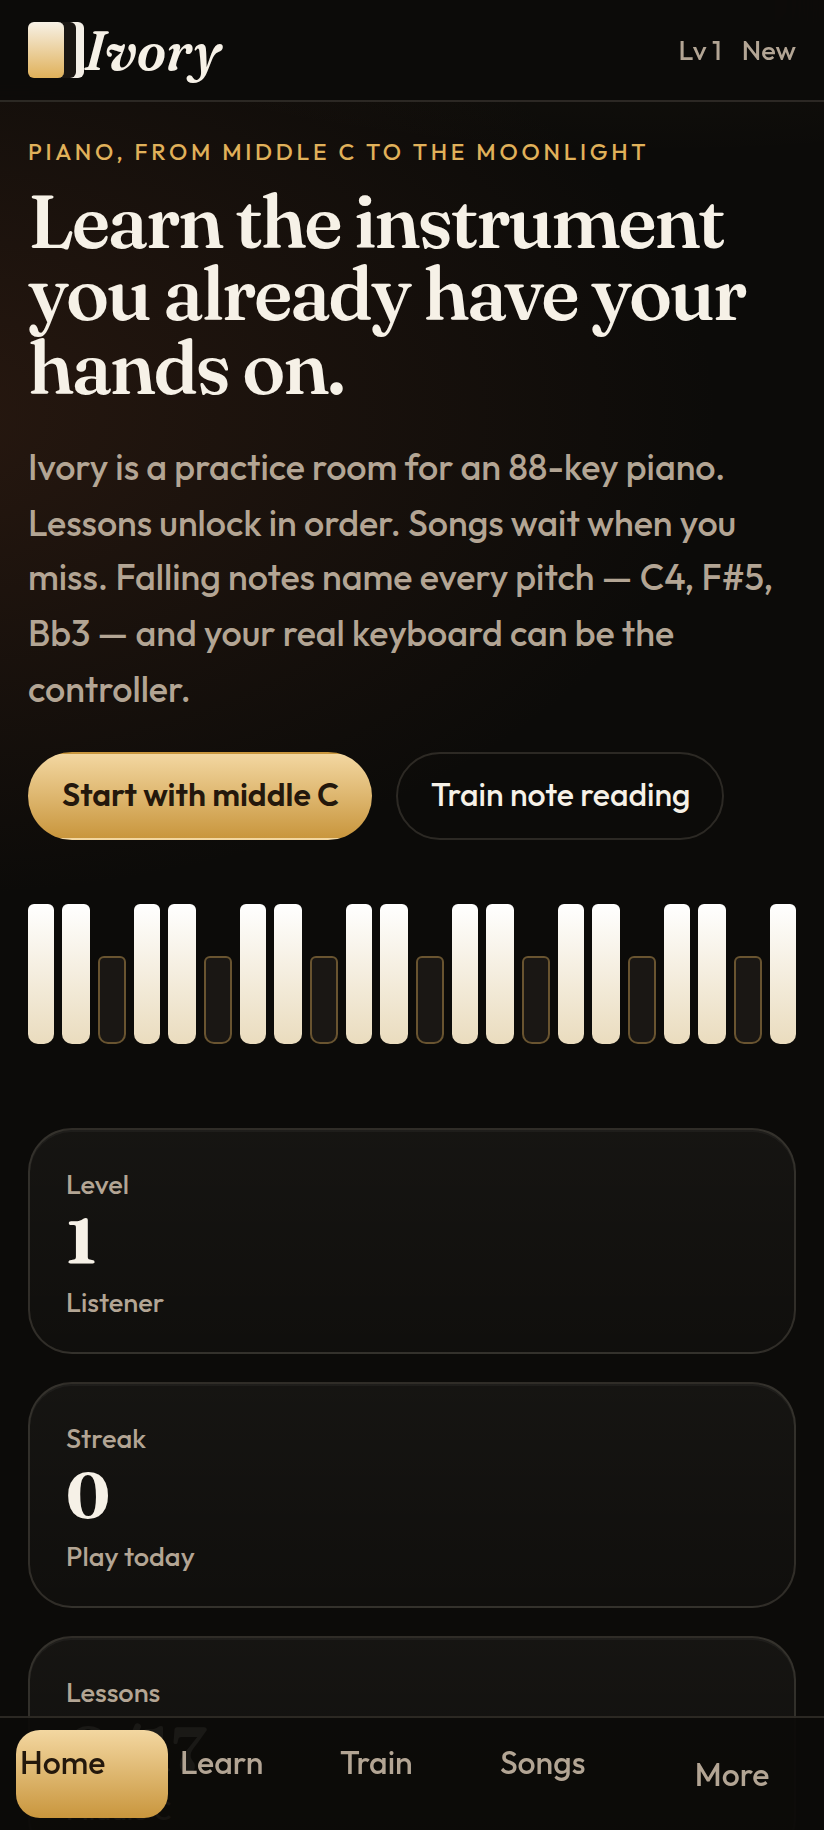 Ivory
Lv 1 New
PIANO, FROM MIDDLE C TO THE MOONLIGHT
Learn the instrument
you already have your
hands on.
Ivory is a practice room for an 88-key piano.
Lessons unlock in order. Songs wait when you
miss. Falling notes name every pitch — C4, F#5,
Bb3 — and your real keyboard can be the
controller.
Start with middle C
Train note reading
Level
1
Listener
Streak
0
Play today
Lessons
Home
Learn
Train
Songs
More